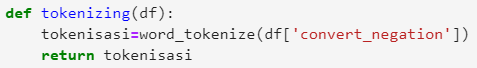 def tokenizing(df):
    tokenisasi=word_tokenize(df['convert_negation'])
    return tokenisasi